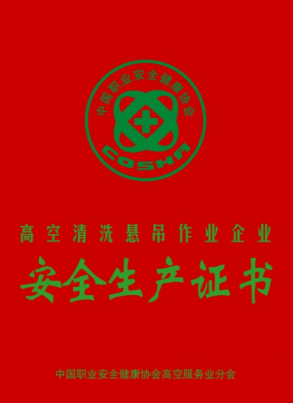 中国职业安全健康协会
COSHA
高空清洗悬吊作业企业
安全生产证书
中国职业安全健康协会高空服务业分会